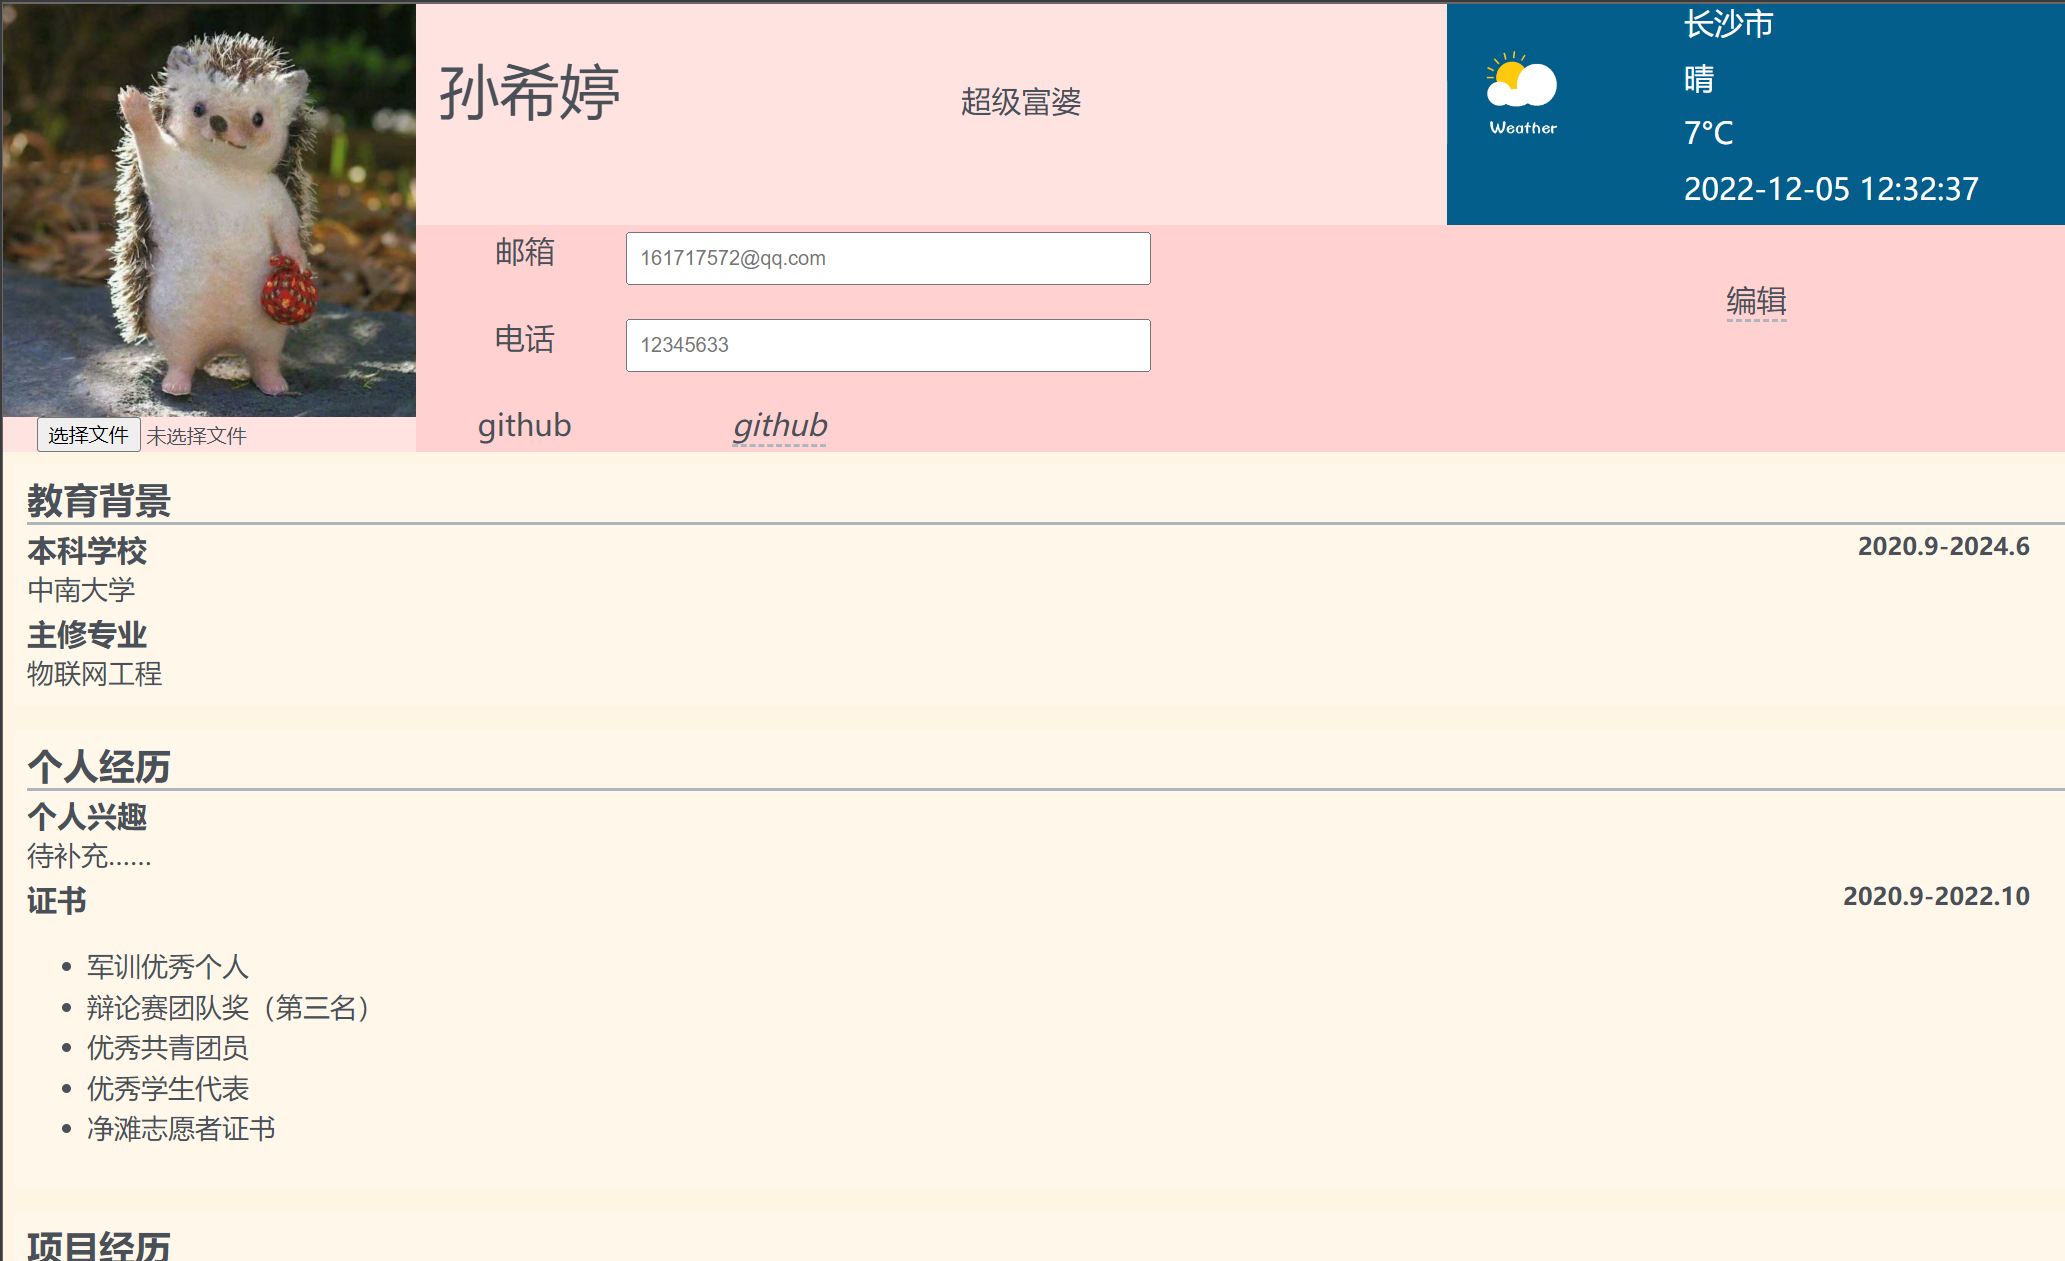 孙希婷
超级富婆
Weather
长沙市
晴
7°C
2022-12-05 12:32:37
邮箱
161717572@qq.com
电话
12345633
github
github
编辑
选择文件 未选择文件
教育背景
本科学校
2020.9-2024.6
中南大学
主修专业
物联网工程
个人经历
个人兴趣
待补充......
证书
2020.9-2022.10
军训优秀个人
辩论赛团队奖（第三名）
优秀共青团员
优秀学生代表
净滩志愿者证书
项目经历